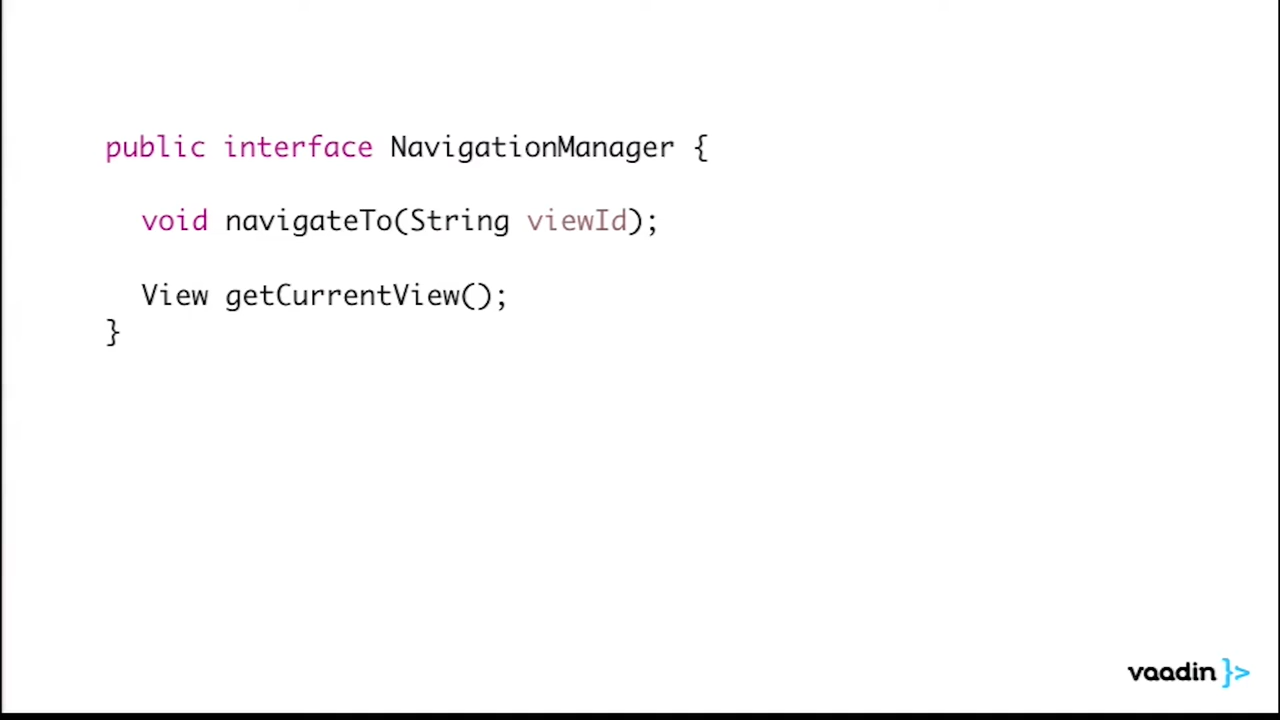 public interface NavigationManager {
void navigateTo(String viewId);
View getCurrentView();
}
vaadin }>